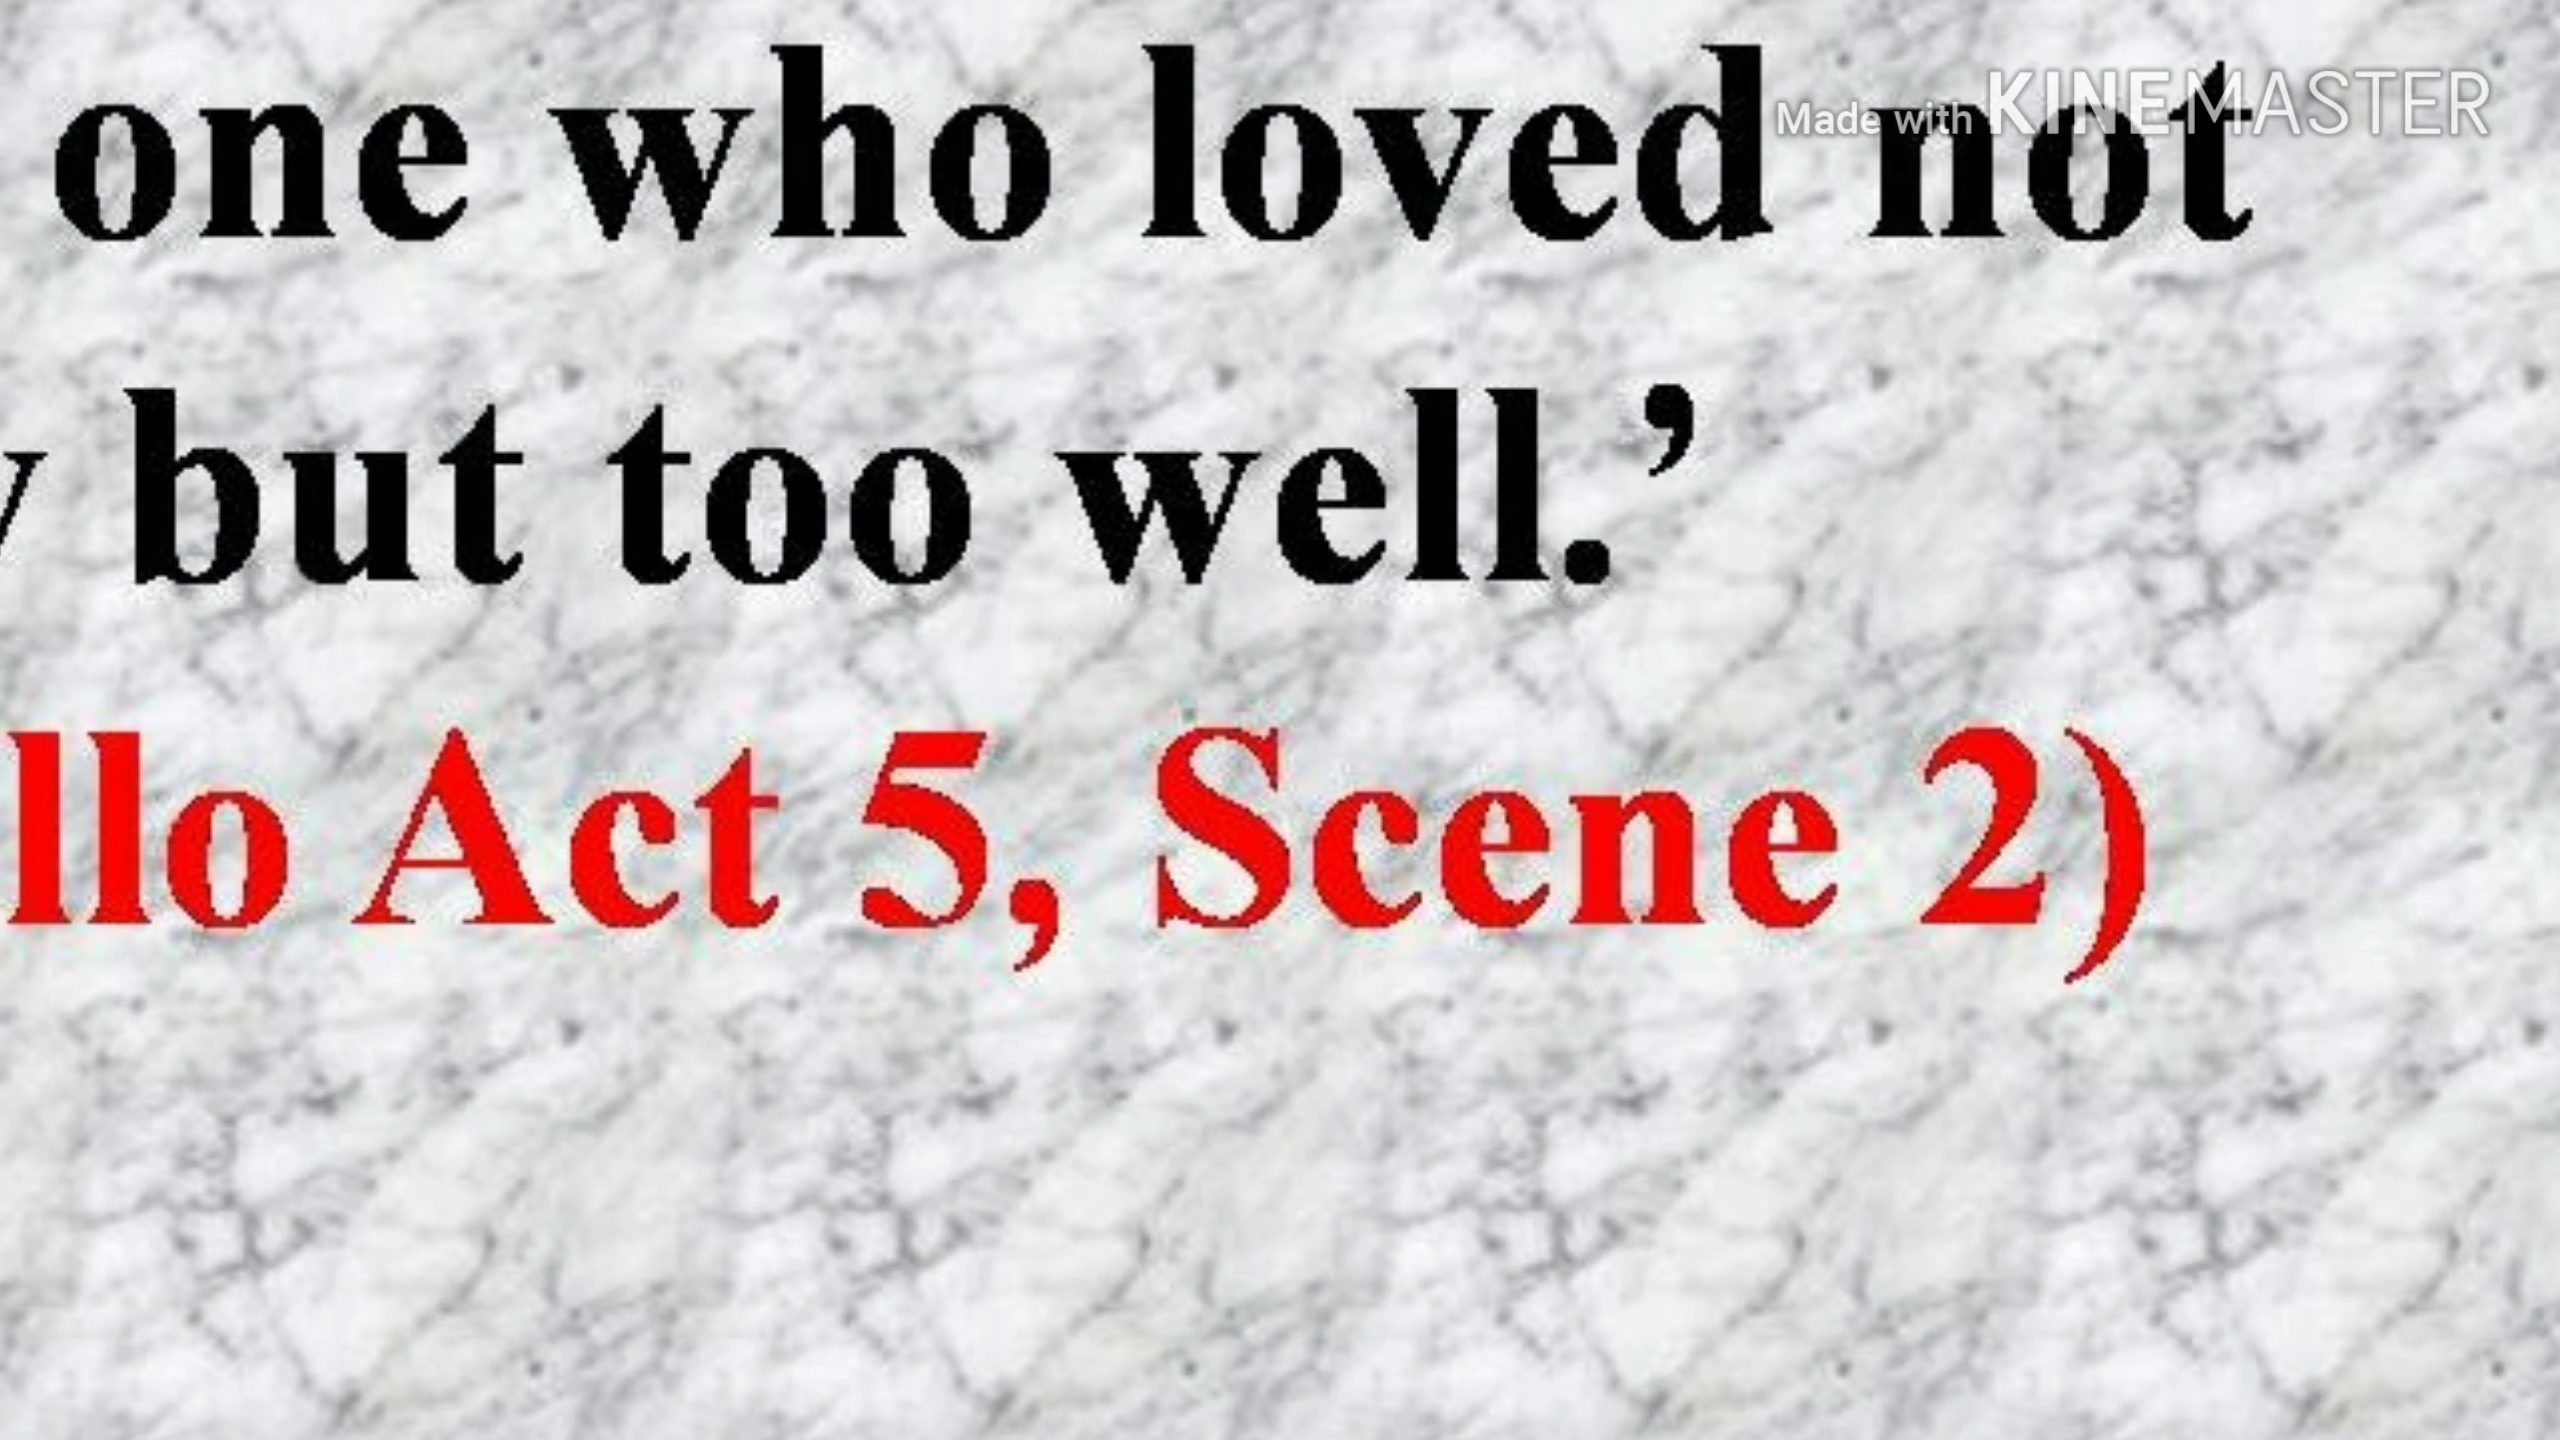 one who loved not
Made with KINEMASTER
y but too well.’
llo Act 5, Scene 2)